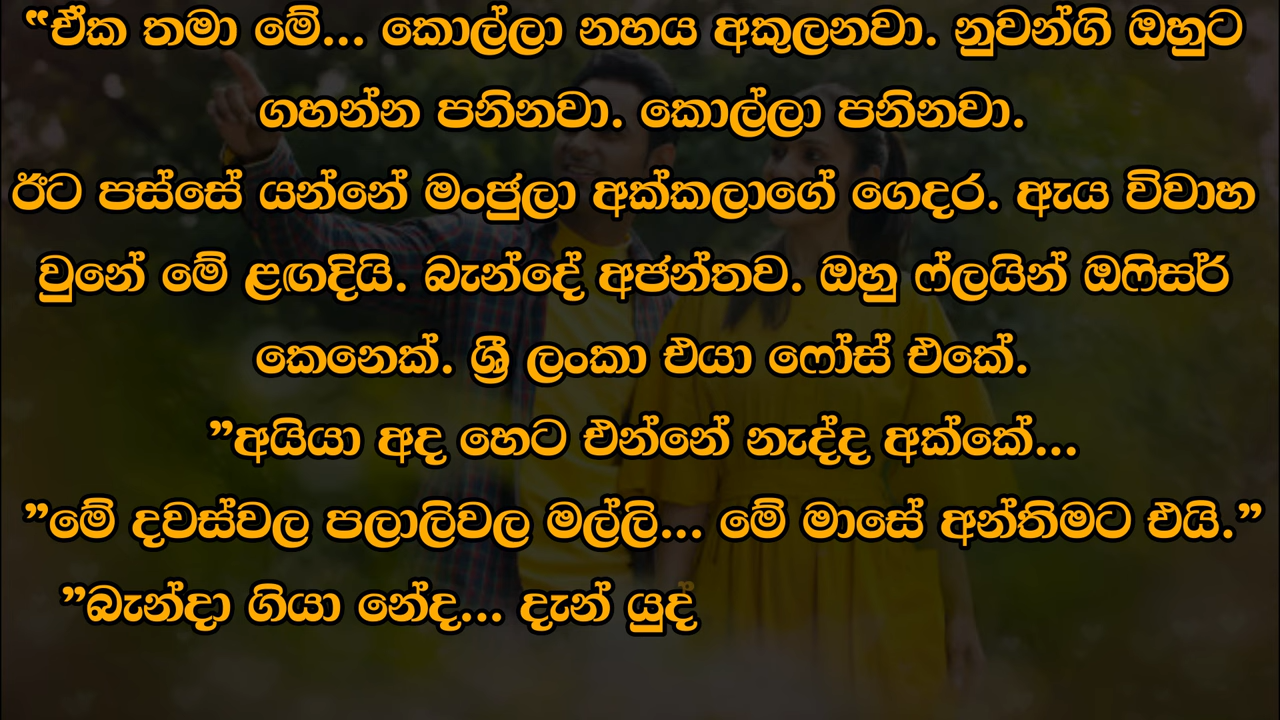 “ඒක තමා මේ... කොල්ලා නහය අකුලනවා. නුවන්ගි ඔහුට
ගහන්න පනිනවා. කොල්ලා පනිනවා.
ඊට පස්සේ යන්නේ මංජුලා අක්කලාගේ ගෙදර. ඇය විවාහ
වුනේ මේ ළඟදියි. බැන්දේ අජන්තව. ඔහු ෆ්ලයින් ඔෆිසර්
කෙනෙක්. ශ්‍රී ලංකා එයා ෆෝස් එකේ.
”අයියා අද හෙට එන්නේ නැද්ද අක්කේ...
”මේ දවස්වල පලාලිවල මල්ලි... මේ මාසේ අන්තිමට එයි.”
”බැන්දා ගියා නේද... දැන් යුද්